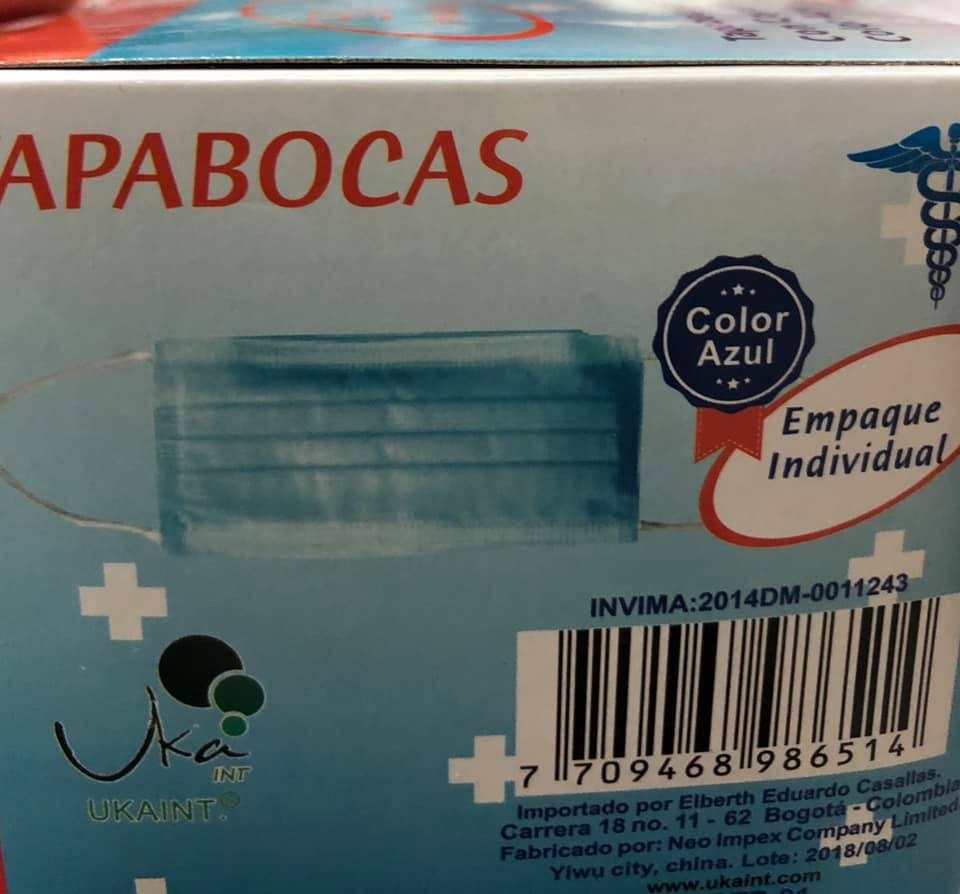 APABOCAS
Color
Azul
Empaque
Individual
INVIMA:2014DM-0011243
7 709468 986514
Uka
INT
UKAINT.®
Importado por Elberth Eduardo Casallas.
Carrera 18 no. 11 - 62 Bogotá - Colombia
Fabricado por: Neo Impex Company Limited.
Yiwu city, china. Lote: 2018/08/02
www.ukaint.com